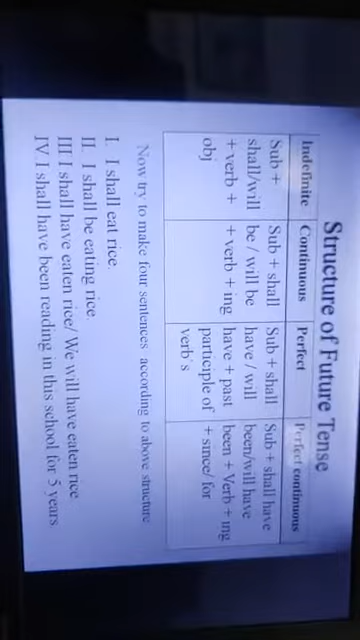 Structure of Future Tense
Indefinite Continuous Perfect Perfect continuous
Sub + shall/will + verb + obj
Sub + shall be / will be + verb + ing
Sub + shall have / will have + past participle of verb's
Sub + shall have been/will have been + Verb + ing + since/ for
Now try to make four sentences according to above structure
I. I shall eat rice.
II. I shall be eating rice.
III I shall have eaten rice/ We will have eaten rice
IV I shall have been reading in this school for 5 years